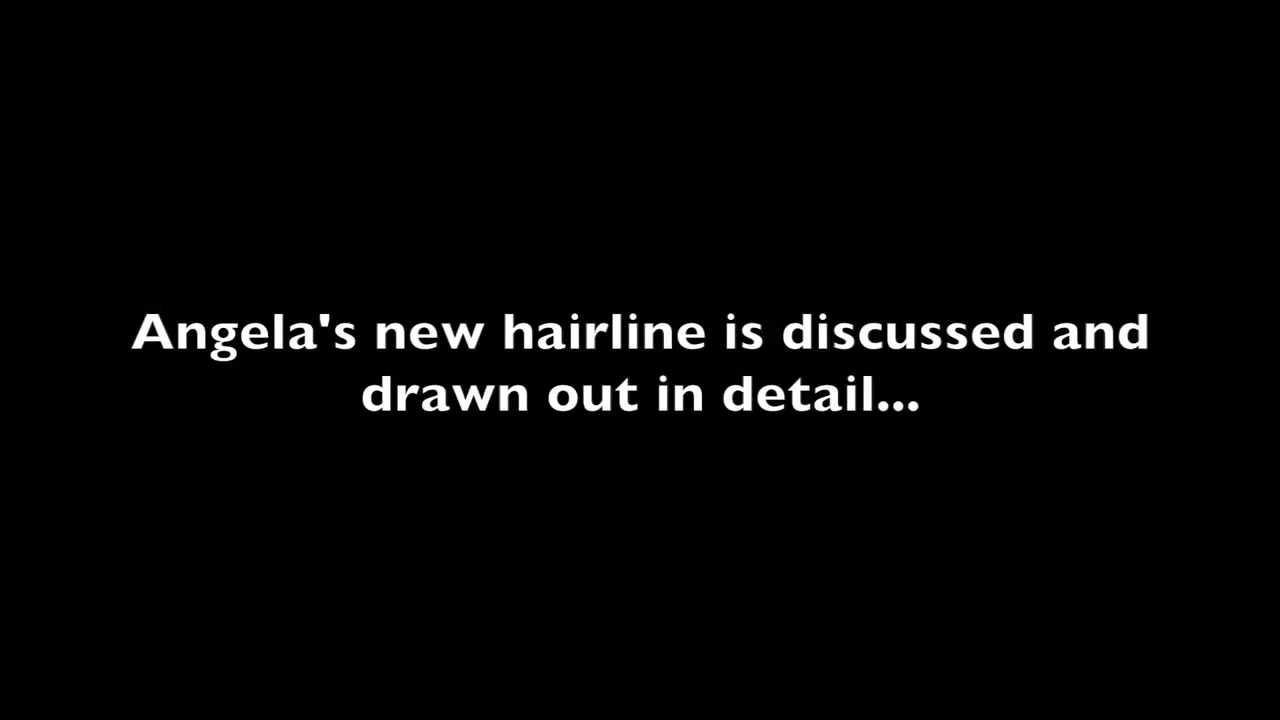 Angela's new hairline is discussed and
drawn out in detail...